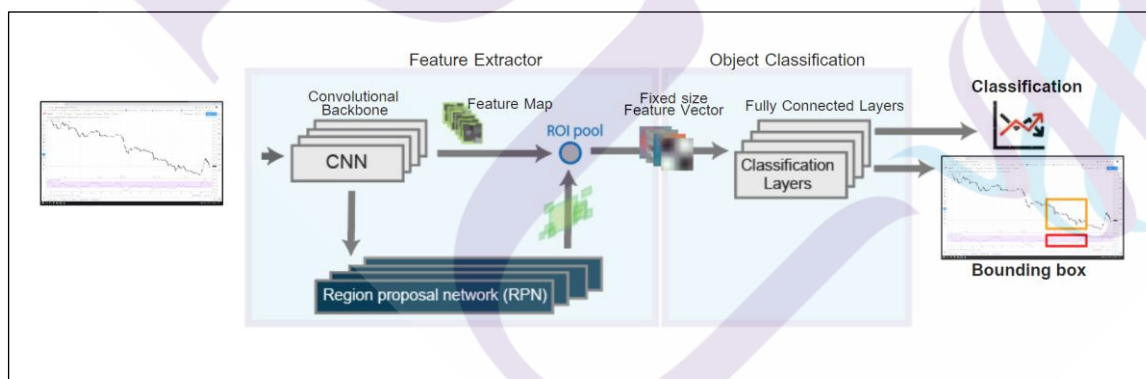 Feature Extractor
Object Classification
Convolutional
Backbone
Feature Map
ROI pool
Fixed size
Feature Vector
Fully Connected Layers
Classification
CNN
Classification
Layers
Region proposal network (RPN)
Bounding box